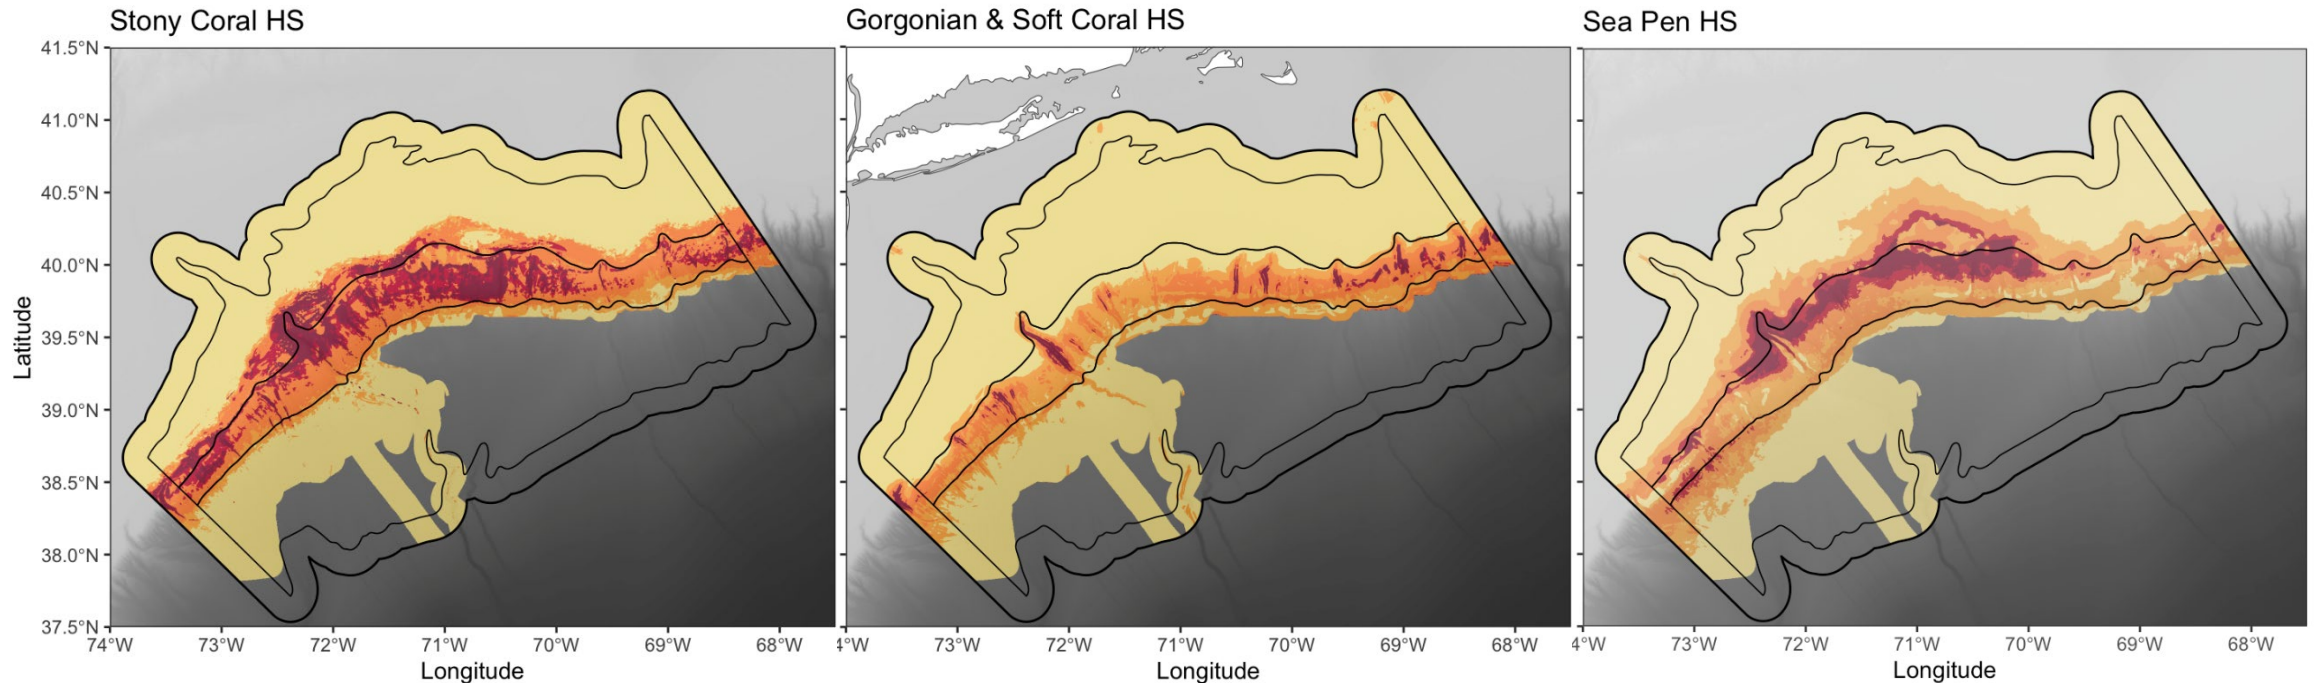 Stony Coral HS
Gorgonian & Soft Coral HS
Sea Pen HS
41.5°N
41.0°N
40.5°N
40.0°N
39.5°N
39.0°N
38.5°N
38.0°N
37.5°N
Latitude
74°W 73°W 72°W 71°W 70°W 69°W 68°W
4°W 73°W 72°W 71°W 70°W 69°W 68°W
4°W 73°W 72°W 71°W 70°W 69°W 68°W
Longitude
Longitude
Longitude